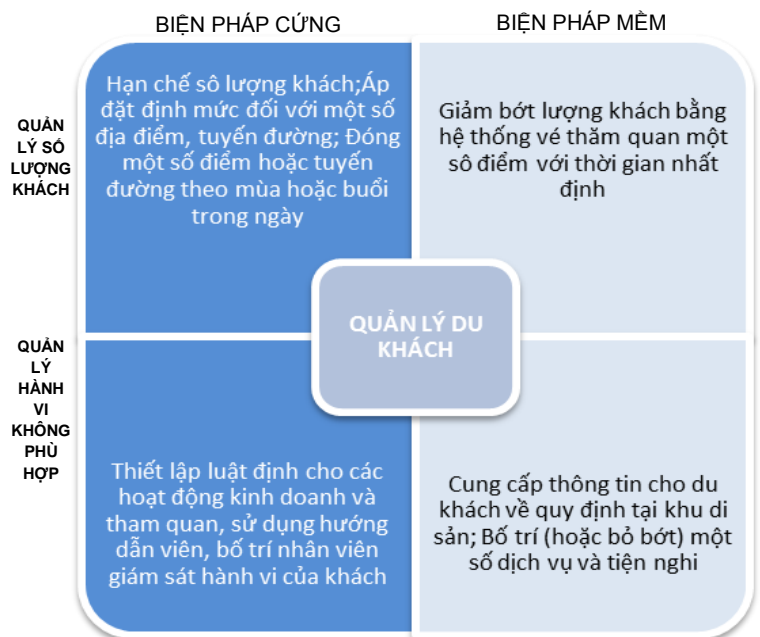 BIỆN PHÁP CỨNG
BIỆN PHÁP MỀM
QUẢN
LÝ SỐ
LƯỢNG
KHÁCH
Hạn chế sô lượng khách;Áp
đặt định mức đối với một số
địa điểm, tuyến đường; Đóng
một số điểm hoặc tuyến
đường theo mùa hoặc buổi
trong ngày
Giảm bớt lượng khách bằng
hệ thống vé thăm quan một
sô điểm với thời gian nhất
định
QUẢN LÝ DU
KHÁCH
QUẢN
LÝ
HÀNH
VI
KHÔNG
PHÙ
HỢP
Thiết lập luật định cho các
hoạt động kinh doanh và
tham quan, sử dụng hướng
dẫn viên, bố trí nhân viên
giám sát hành vi của khách
Cung cấp thông tin cho du
khách về quy định tại khu di
sản; Bố trí (hoặc bỏ bớt) một
số dịch vụ và tiện nghi